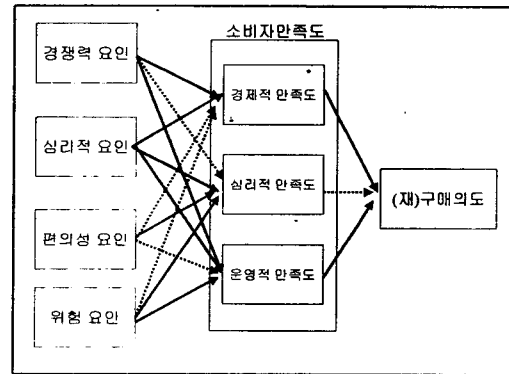 소비자만족도
경쟁력 요인
경제적 만족도
심리적 요인
심리적 만족도
(재)구매의도
편의성 요인
운영적 만족도
위험 요인